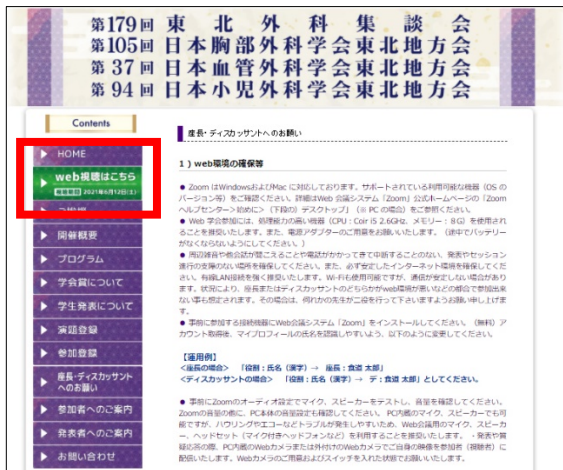 第179回 東北外科集談会
第105回 日本胸部外科学会東北地方会
第 37 回 日本血管外科学会東北地方会
第 94 回 日本小児外科学会東北地方会
Contents
HOME
web視聴はこちら
視聴期間 2021年6月12日(土)
開催概要
プログラム
学会賞について
学生発表について
演題登録
参加登録
座長・ディスカッサント
へのお願い
参加者へのご案内
発表者へのご案内
お問い合わせ
座長・ディスカッサントへのお願い
1）web環境の確保等
● Zoom はWindowsおよびMac に対応しております。サポートされている利用可能な機器（OS の
バージョン等）をご確認ください。詳細はWeb 会議システム「Zoom」公式ホームページの「Zoom
ヘルプセンター＞始めに＞（下段の）デスクトップ」（※ PC の場合）をご参照ください。
● Web 学会参加には、処理能力の高い機器（CPU：Coir i5 2.6GHz、メモリー：8G）を使用され
ることを推奨いたします。また、電源アダプターのご用意をお願いいたします。（途中でバッテリー
がなくならないようにしてください。）
● 周辺雑音や他会話が聞こえることや電話がかかってきて中断することのない、発表やセッション
進行の支障のない場所を確保してください。また、必ず安定したインターネット環境を確保してくだ
さい。有線LAN接続を強く推奨いたします。Wi-Fiも使用可能ですが、通信が安定しない場合があり
ます。状況により、座長またはディスカッサントのどちらかがweb環境が悪いなどの都合で参加出来
ない事も想定されます。その場合は、何れかの先生が二役を行って下さいますようお願い申し上げま
す。
● 事前に参加する接続機器にWeb会議システム「Zoom」をインストールしてください。（無料）ア
カウント取得後、マイプロフィールの氏名を認識しやすいよう、以下のように変更してください。
【運用例】
＜座長の場合＞ 「役割：氏名（漢字）→ 座長：食道 太郎」
＜ディスカッサントの場合＞ 「役割：氏名（漢字）→ デ：食道 太郎」としてください。
● 事前にZoomのオーディオ設定でマイク、スピーカーをテストし、音量を確認してください。
Zoomの音量の他に、PC本体の音量設定も確認してください。 PC内蔵のマイク、スピーカーでも可
能ですが、ハウリングやエコーなどトラブルが発生しやすいため、Web会議用のマイク、スピーカ
ー、ヘッドセット（マイク付きヘッドフォンなど）を利用することを推奨いたします。 ・発表や質
疑応答の際、PC内蔵のWebカメラまたは外付けのWebカメラでご自身の映像を参加者（視聴者）に
配信いたします。Webカメラのご用意およびスイッチを入れた状態でお願いいたします。